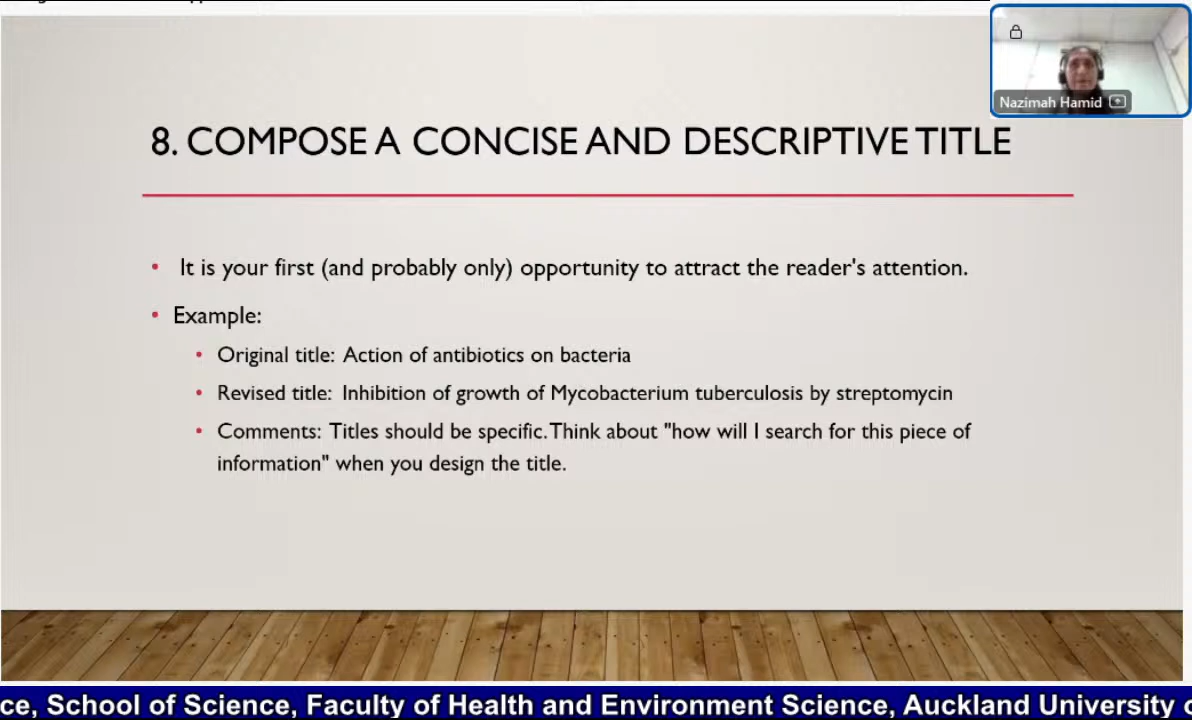 Nazimah Hamid
8. COMPOSE A CONCISE AND DESCRIPTIVE TITLE
• It is your first (and probably only) opportunity to attract the reader's attention.
• Example:
• Original title: Action of antibiotics on bacteria
• Revised title: Inhibition of growth of Mycobacterium tuberculosis by streptomycin
• Comments: Titles should be specific. Think about "how will I search for this piece of
information" when you design the title.
ce, School of Science, Faculty of Health and Environment Science, Auckland University